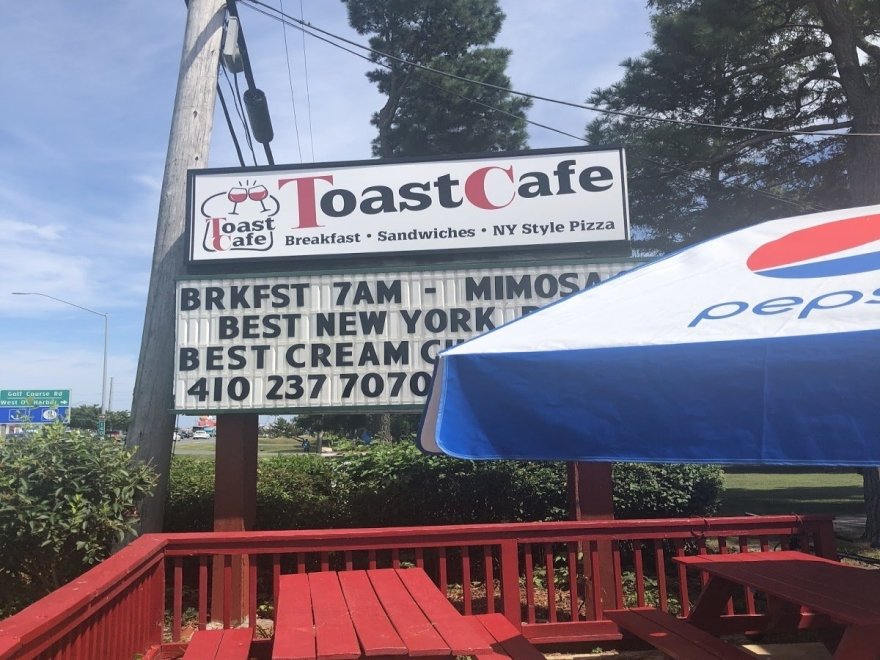 ToastCafe
Toast
Cafe
Breakfast • Sandwiches • NY Style Pizza
BRKFST 7AM - MIMOSA
BEST NEW YORK
BEST CREAM
410 237 7070
pepsi
Golf Course Rd
West O